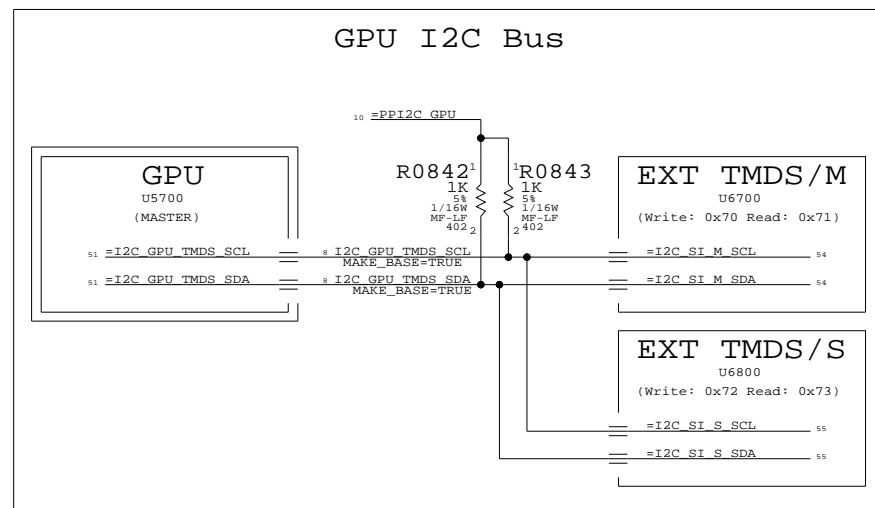 GPU I2C Bus
10 =PPI2C_GPU
GPU
U5700
(MASTER)
R0842 1
1K
5%
1/16W
MF-LF
402 2
1 R0843
1K
5%
1/16W
MF-LF
2 402
EXT TMDS/M
U6700
(Write: 0x70 Read: 0x71)
51 =I2C_GPU_TMDS_SCL
8 I2C_GPU_TMDS_SCL
MAKE_BASE=TRUE
=I2C_SI_M_SCL 54
51 =I2C_GPU_TMDS_SDA
8 I2C_GPU_TMDS_SDA
MAKE_BASE=TRUE
=I2C_SI_M_SDA 54
EXT TMDS/S
U6800
(Write: 0x72 Read: 0x73)
=I2C_SI_S_SCL 55
=I2C_SI_S_SDA 55